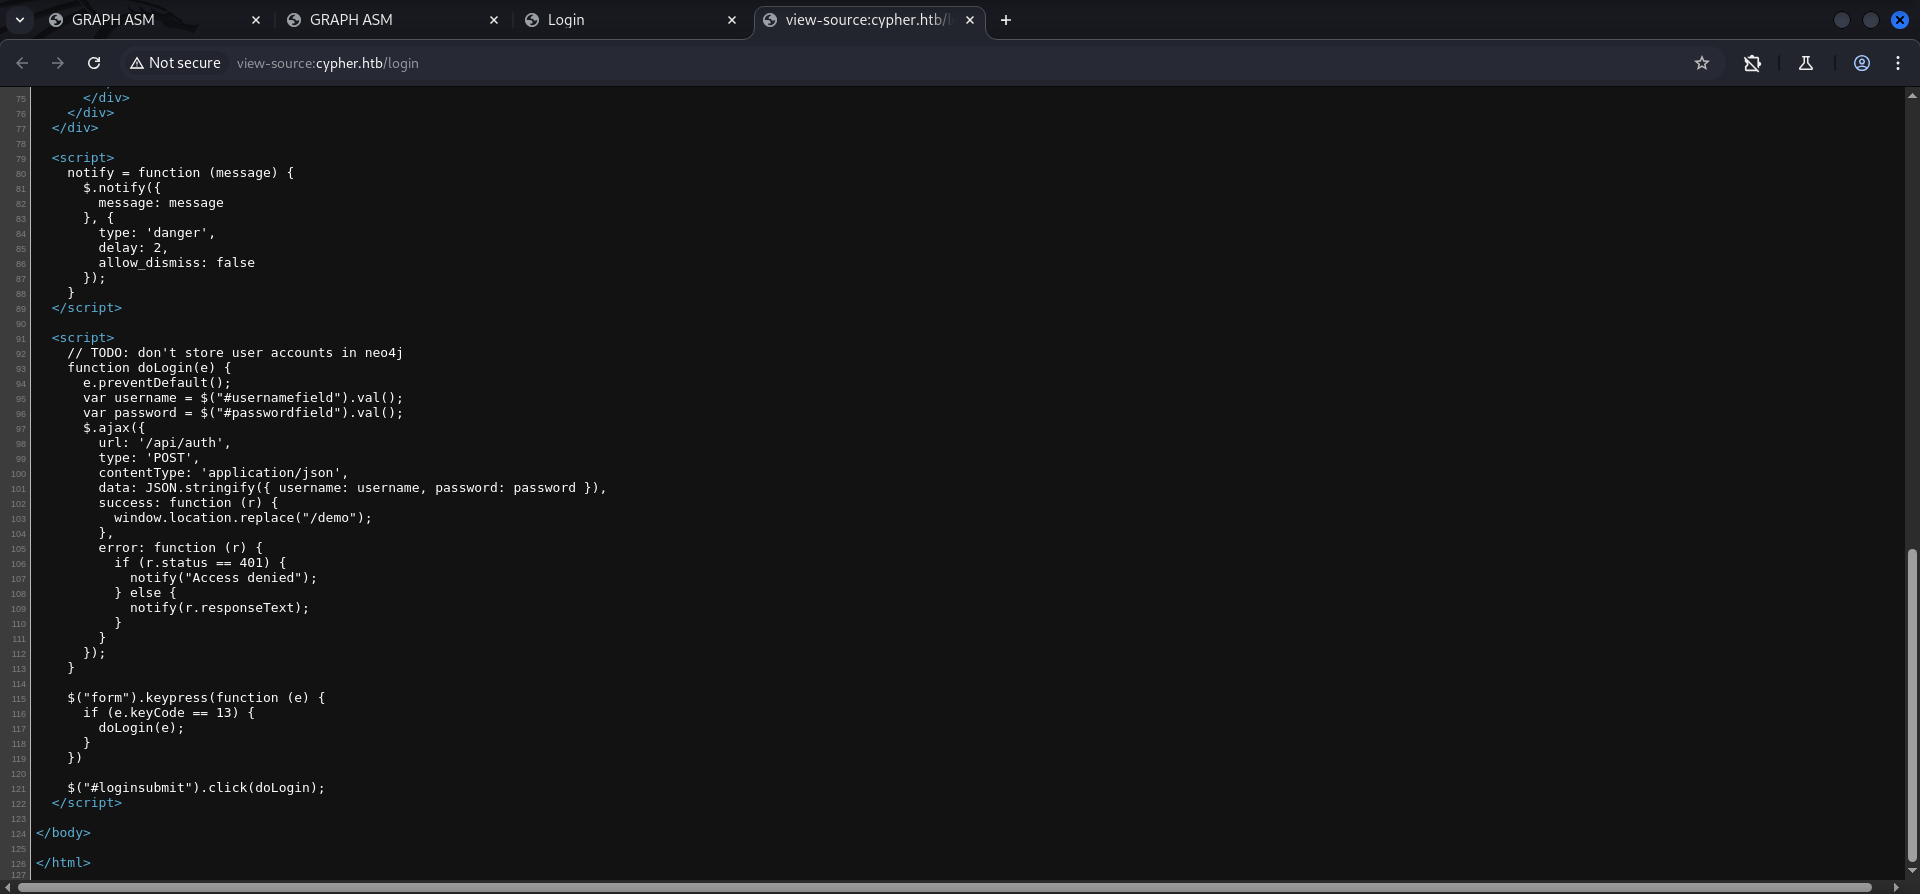 GRAPH ASM
GRAPH ASM
Login
view-source:cypher.htb/l
Not secure
view-source:cypher.htb/login
75       </div>
76     </div>
77   </div>
78
79   <script>
80     notify = function (message) {
81       $.notify({
82         message: message
83       }, {
84         type: 'danger',
85         delay: 2,
86         allow_dismiss: false
87       });
88     }
89   </script>
90
91   <script>
92     // TODO: don't store user accounts in neo4j
93     function doLogin(e) {
94       e.preventDefault();
95       var username = $("#usernamefield").val();
96       var password = $("#passwordfield").val();
97       $.ajax({
98         url: '/api/auth',
99         type: 'POST',
100         contentType: 'application/json',
101         data: JSON.stringify({ username: username, password: password }),
102         success: function (r) {
103           window.location.replace("/demo");
104         },
105         error: function (r) {
106           if (r.status == 401) {
107             notify("Access denied");
108           } else {
109             notify(r.responseText);
110           }
111         }
112       });
113     }
114
115     $("form").keypress(function (e) {
116       if (e.keyCode == 13) {
117         doLogin(e);
118       }
119     })
120
121     $("#loginsubmit").click(doLogin);
122   </script>
123
124 </body>
125
126 </html>
127